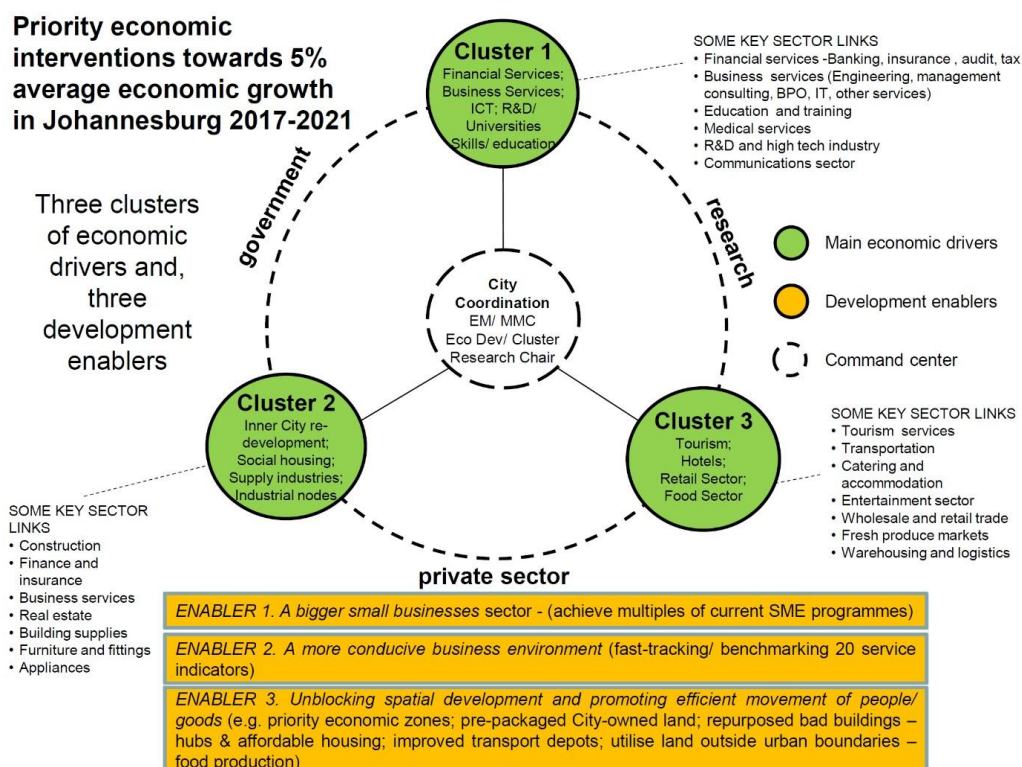 Priority economic
interventions towards 5%
average economic growth
in Johannesburg 2017-2021
Three clusters
of economic
drivers and,
three
development
enablers
Cluster 1
Financial Services;
Business Services;
ICT; R&D/
Universities
Skills/ education
SOME KEY SECTOR LINKS
• Financial services -Banking, insurance , audit, tax
• Business services (Engineering, management
consulting, BPO, IT, other services)
• Education and training
• Medical services
• R&D and high tech industry
• Communications sector
government
research
City
Coordination
EM/ MMC
Eco Dev/ Cluster
Research Chair
Main economic drivers
Development enablers
Command center
Cluster 2
Inner City re-
development;
Social housing;
Supply industries;
Industrial nodes
SOME KEY SECTOR
LINKS
• Construction
• Finance and
insurance
• Business services
• Real estate
• Building supplies
• Furniture and fittings
• Appliances
Cluster 3
Tourism;
Hotels;
Retail Sector;
Food Sector
SOME KEY SECTOR LINKS
• Tourism services
• Transportation
• Catering and
accommodation
• Entertainment sector
• Wholesale and retail trade
• Fresh produce markets
• Warehousing and logistics
private sector
ENABLER 1. A bigger small businesses sector - (achieve multiples of current SME programmes)
ENABLER 2. A more conducive business environment (fast-tracking/ benchmarking 20 service
indicators)
ENABLER 3. Unblocking spatial development and promoting efficient movement of people/
goods (e.g. priority economic zones; pre-packaged City-owned land; repurposed bad buildings –
hubs & affordable housing; improved transport depots; utilise land outside urban boundaries –
food production)